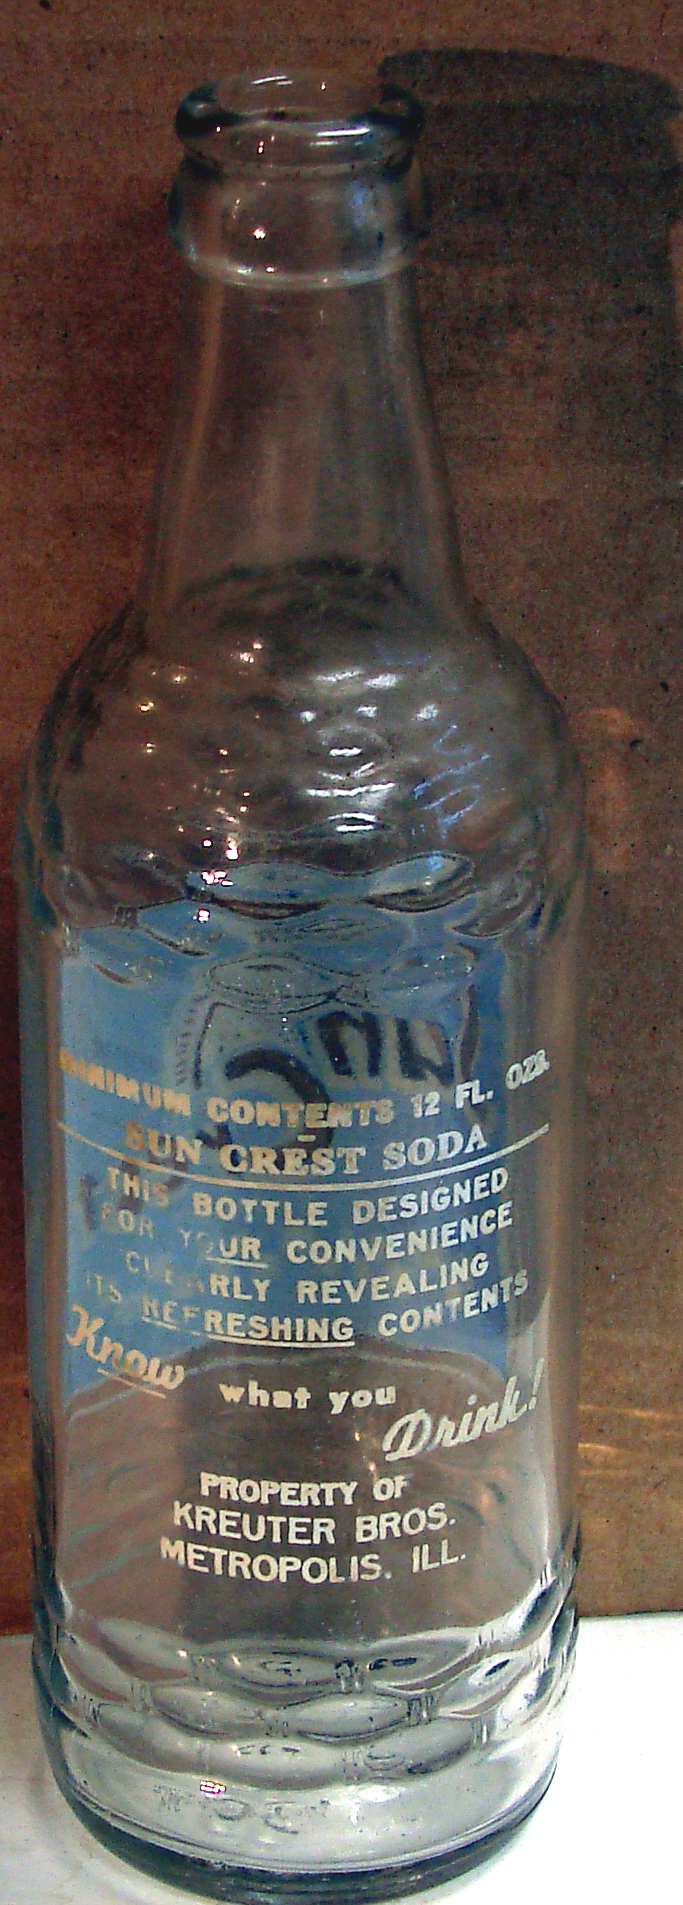 MINIMUM CONTENTS 12 FL. OZS.
SUN CREST SODA
THIS BOTTLE DESIGNED
FOR YOUR CONVENIENCE
CLEARLY REVEALING
ITS REFRESHING CONTENTS
Know what you Drink!
PROPERTY OF
KREUTER BROS.
METROPOLIS. ILL.